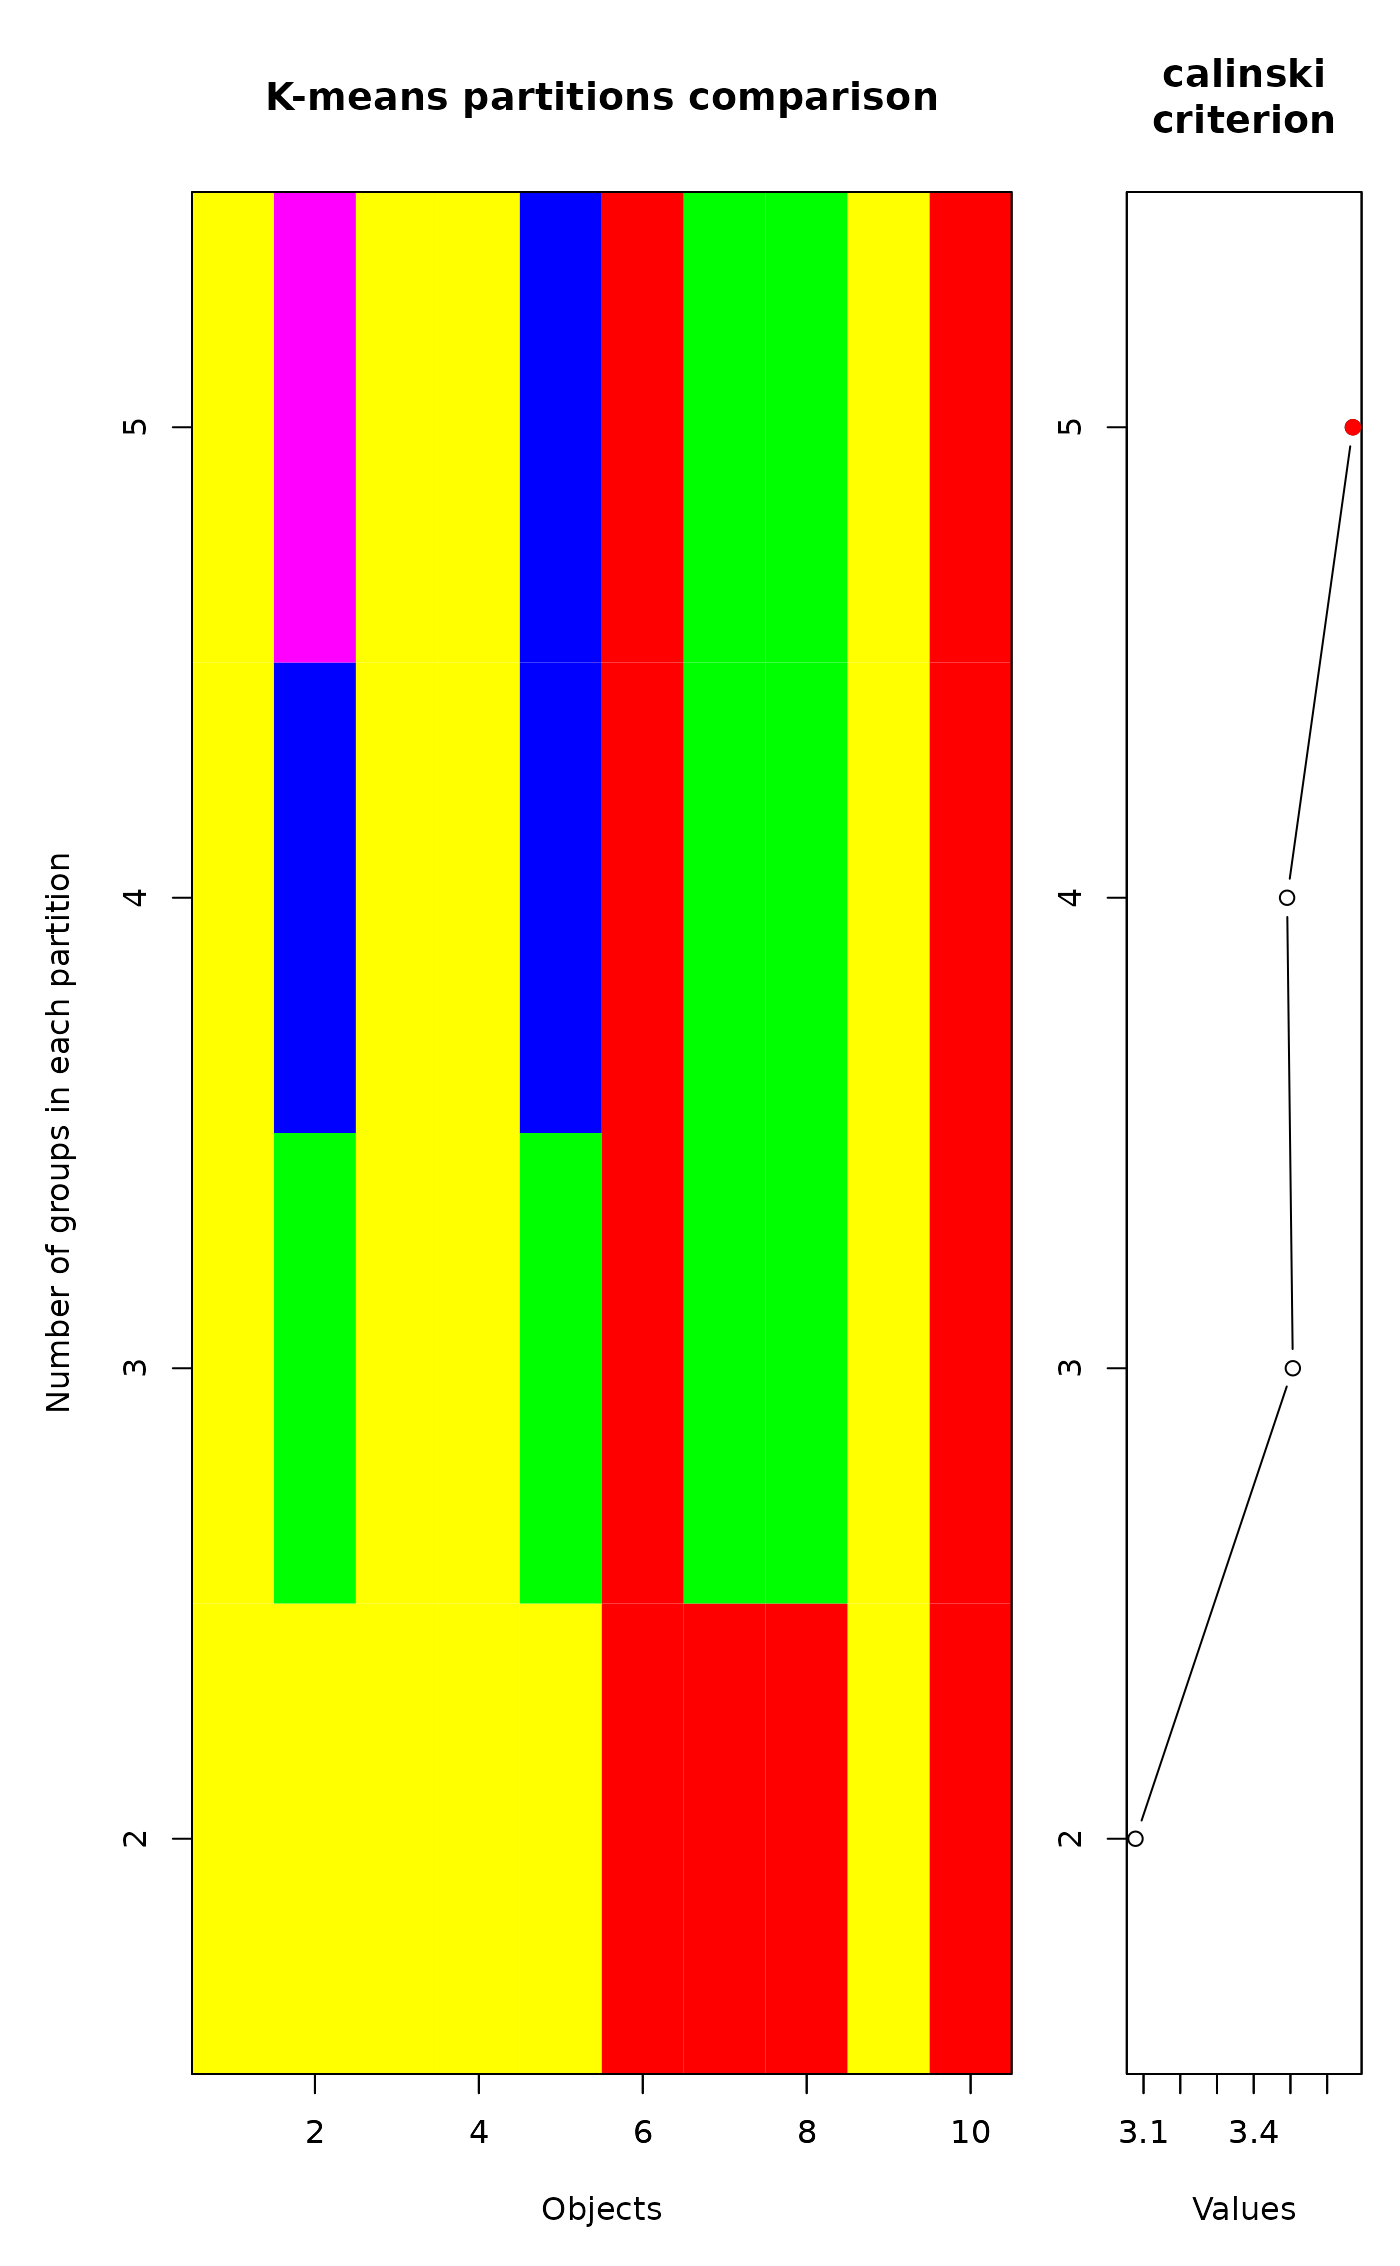 K-means partitions comparison
calinski
criterion
Number of groups in each partition
5
4
3
2
2 4 6 8 10
Objects
5
4
3
2
3.1 3.4
Values